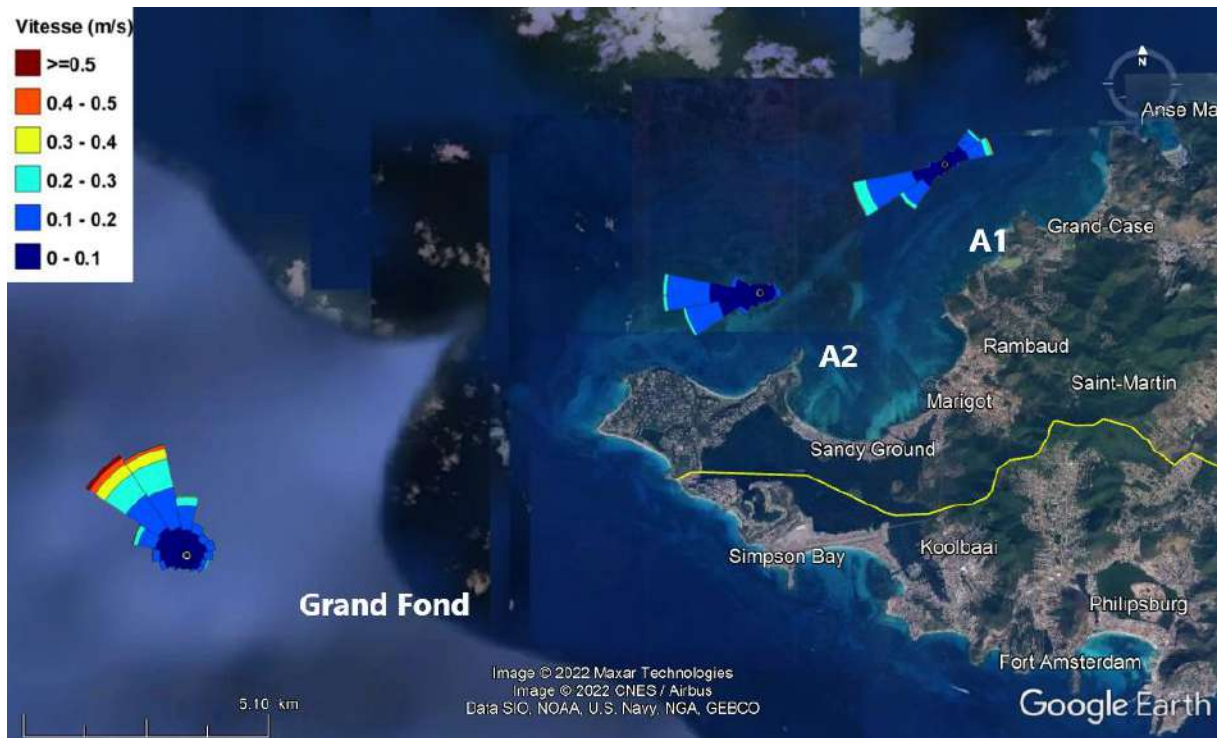 Vitesse (m/s)
>=0.5
0.4 - 0.5
0.3 - 0.4
0.2 - 0.3
0.1 - 0.2
0 - 0.1
N
Anse Ma
Grand-Case
A1
Rambaud
A2
Saint-Martin
Marigot
Sandy Ground
Simpson Bay
Koolbaai
Grand Fond
Philipsburg
Fort Amsterdam
Image © 2022 Maxar Technologies
Image © 2022 CNES / Airbus
Data SIO, NOAA, U.S. Navy, NGA, GEBCO
5.10 km
Google Earth